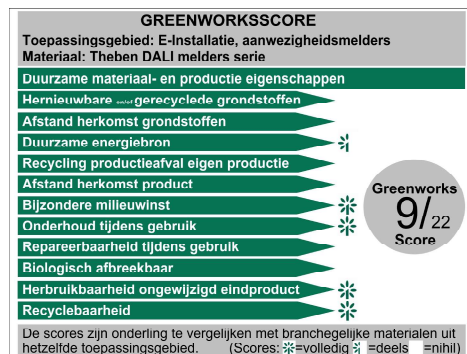 GREENWORKSSCORE
Toepassingsgebied: E-Installatie, aanwezigheidsmelders
Materiaal: Theben DALI melders serie
Duurzame materiaal- en productie eigenschappen
Hernieuwbare en/of gerecyclede grondstoffen
Afstand herkomst grondstoffen
Duurzame energiebron
Recycling productieafval eigen productie
Afstand herkomst product
Bijzondere milieuwinst
Onderhoud tijdens gebruik
Repareerbaarheid tijdens gebruik
Biologisch afbreekbaar
Herbruikbaarheid ongewijzigd eindproduct
Recyclebaarheid
Greenworks
9/22
Score
De scores zijn onderling te vergelijken met branchegelijke materialen uit
hetzelfde toepassingsgebied. (Scores: =volledig =deels =nihil)